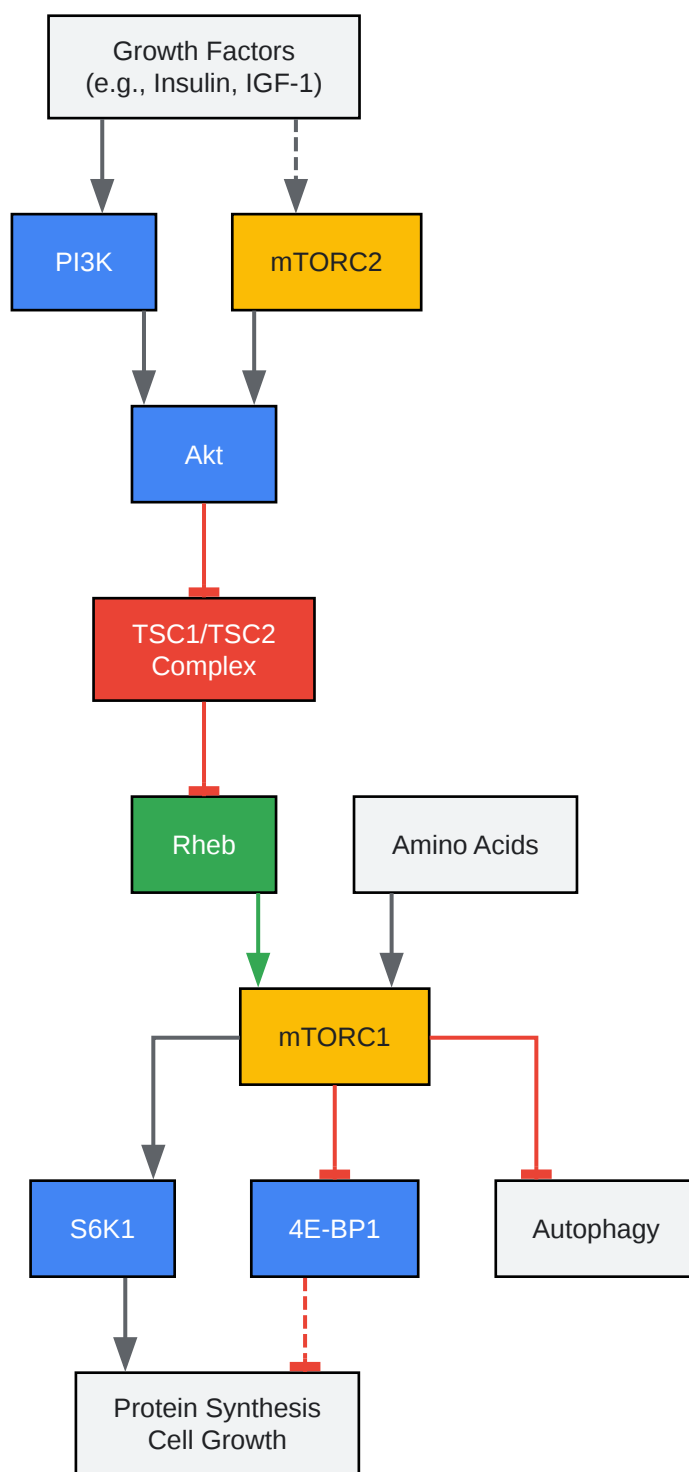 Growth Factors
(e.g., Insulin, IGF-1)
PI3K
mTORC2
Akt
TSC1/TSC2
Complex
Rheb
Amino Acids
mTORC1
S6K1
4E-BP1
Autophagy
Protein Synthesis
Cell Growth